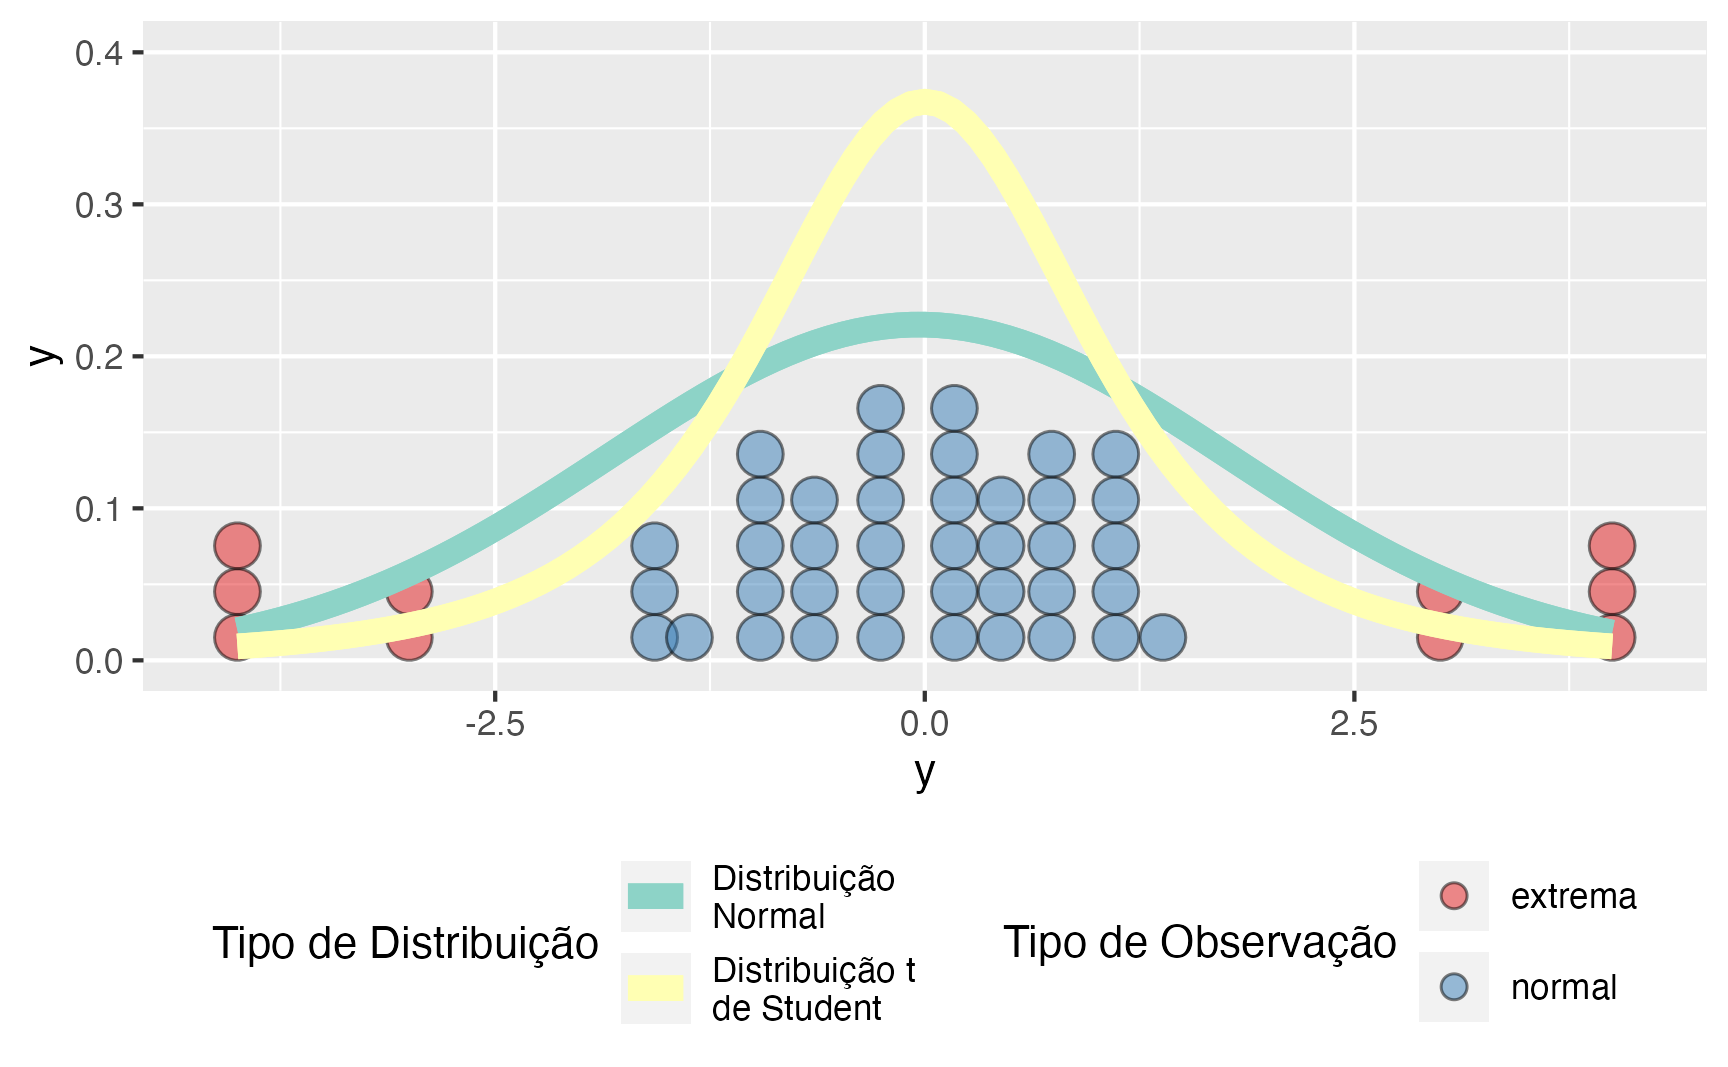 0.4
0.3
y
0.2
0.1
0.0
-2.5 0.0 2.5
y
Tipo de Distribuição
Distribuição
Normal
Distribuição t
de Student
Tipo de Observação
extrema
normal